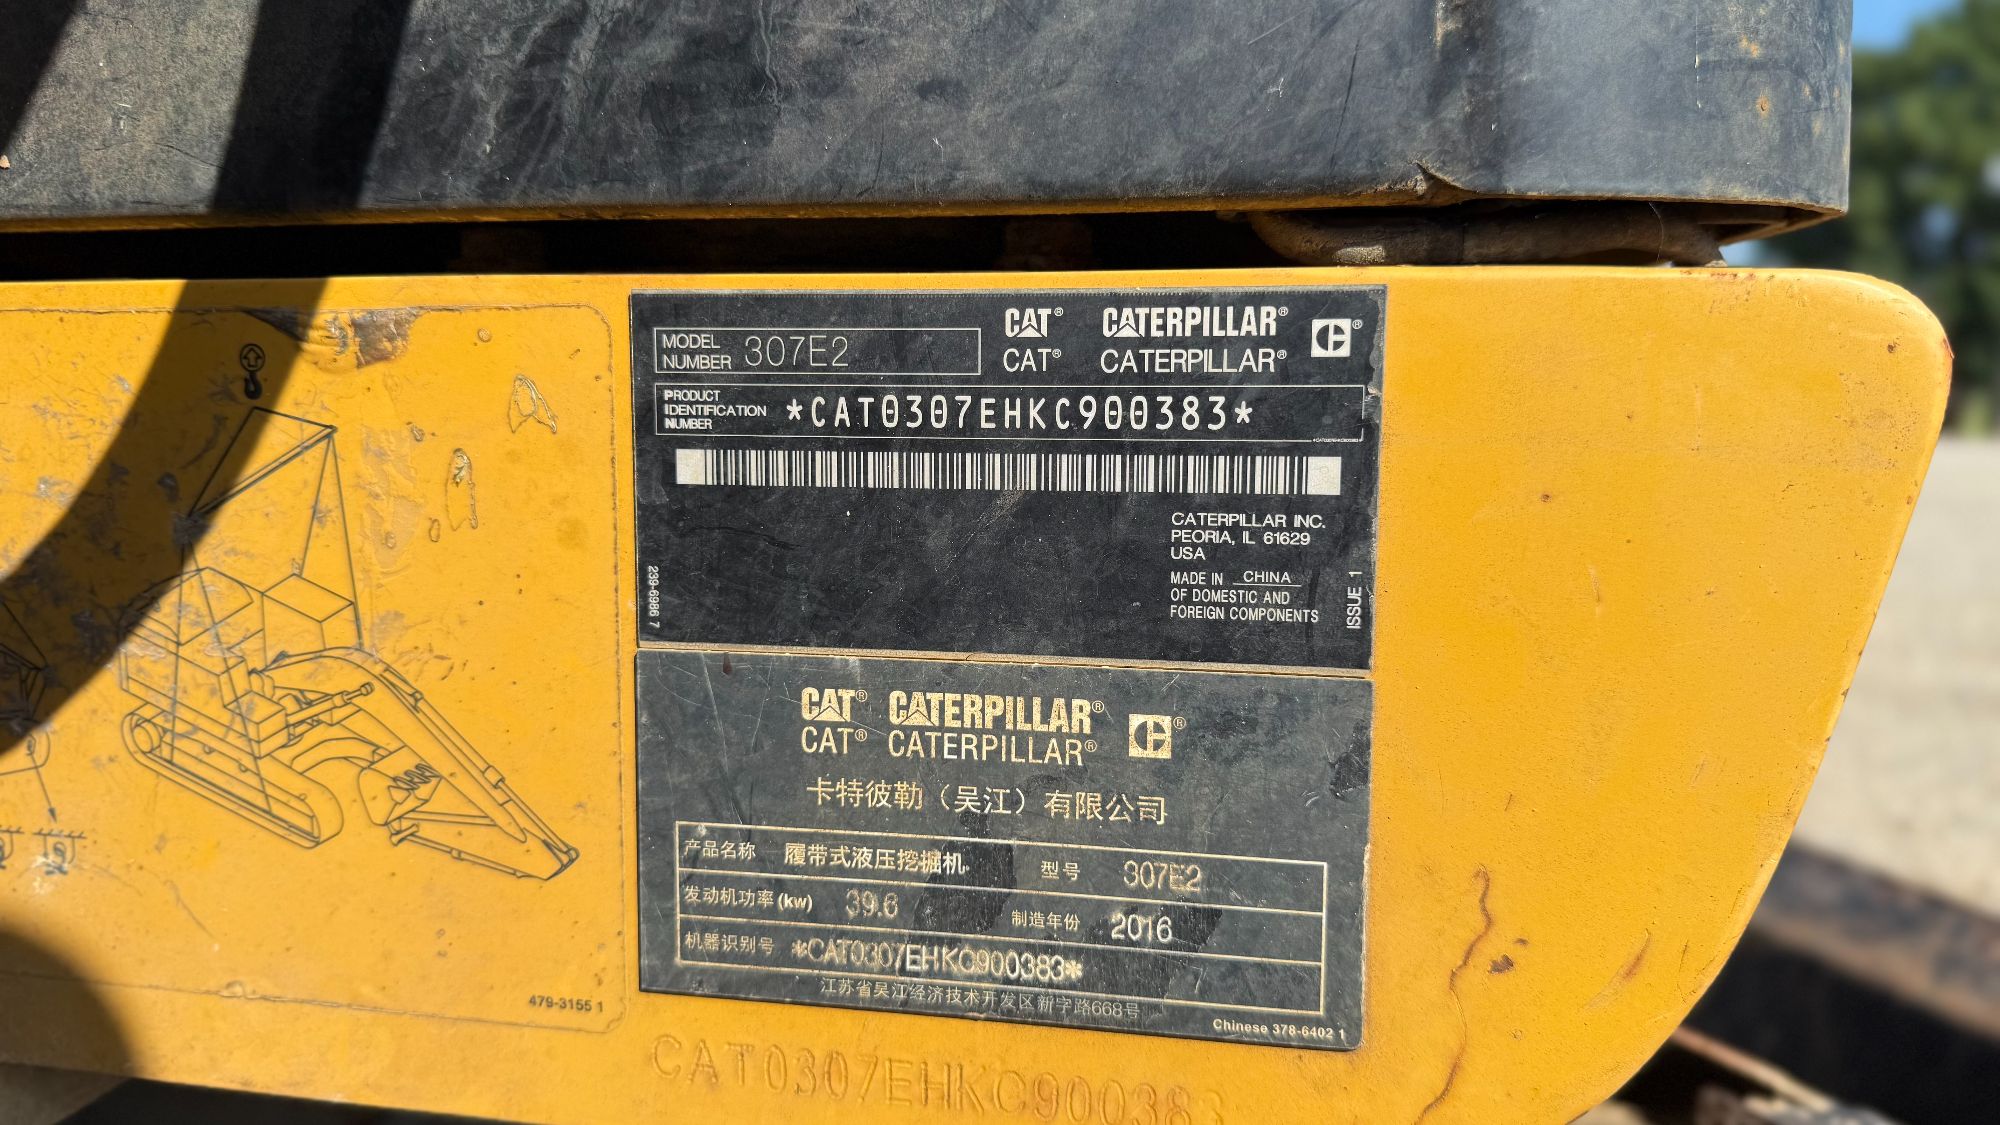 MODEL NUMBER 307E2
CAT® CATERPILLAR®
CAT® CATERPILLAR®
PRODUCT IDENTIFICATION NUMBER *CAT0307EHKC900383*
CATERPILLAR INC.
PEORIA, IL 61629
USA
MADE IN CHINA
OF DOMESTIC AND
FOREIGN COMPONENTS
239-6986 7
ISSUE 1
CAT® CATERPILLAR®
CAT® CATERPILLAR®
卡特彼勒（吴江）有限公司
产品名称 履带式液压挖掘机 型号 307E2
发动机功率(kw) 39.6 制造年份 2016
机器识别号 *CAT0307EHKC900383*
江苏省吴江经济技术开发区新字路668号
Chinese 378-6402 1
479-3155 1
CAT0307EHKC900383